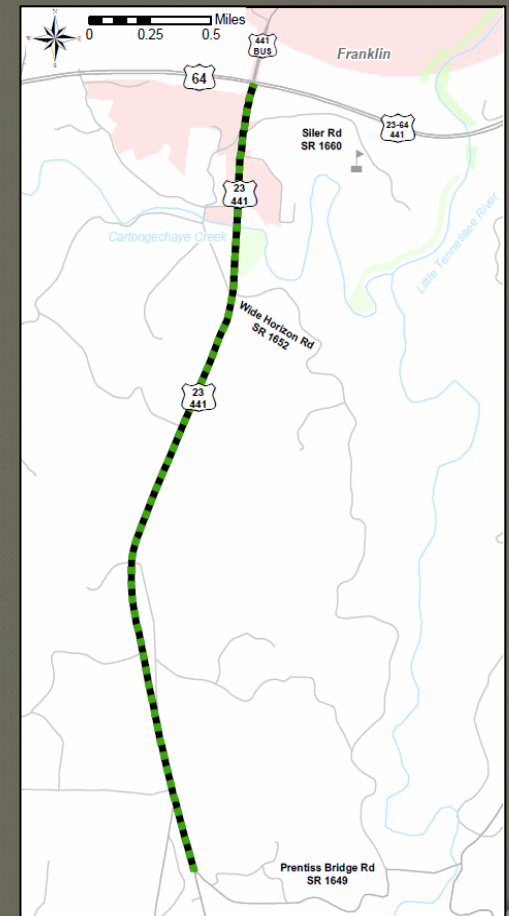 N
W
E
S
Miles
0
0.25
0.5
441
BUS
Franklin
64
23-64
441
Siler Rd
SR 1660
23
441
Cartoogechaye Creek
Little Tennessee River
Wide Horizon Rd
SR 1652
23
441
Prentiss Bridge Rd
SR 1649